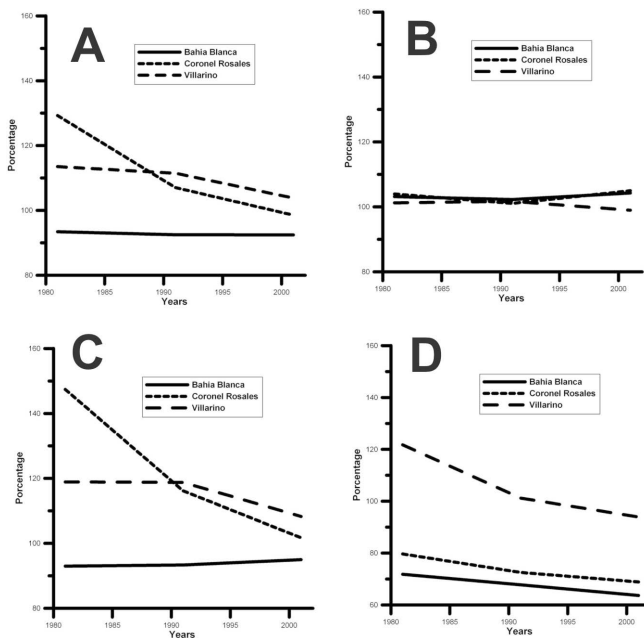 A
160
140
120
100
80
Porcentage
Bahia Blanca
Coronel Rosales
Villarino
1980
1985
1990
1995
2000
Years
B
160
140
120
100
80
Porcentage
Bahia Blanca
Coronel Rosales
Villarino
1980
1985
1990
1995
2000
Years
C
160
140
120
100
80
Porcentage
Bahia Blanca
Coronel Rosales
Villarino
1980
1985
1990
1995
2000
Years
D
160
140
120
100
80
60
Porcentage
Bahia Blanca
Coronel Rosales
Villarino
1980
1985
1990
1995
2000
Years